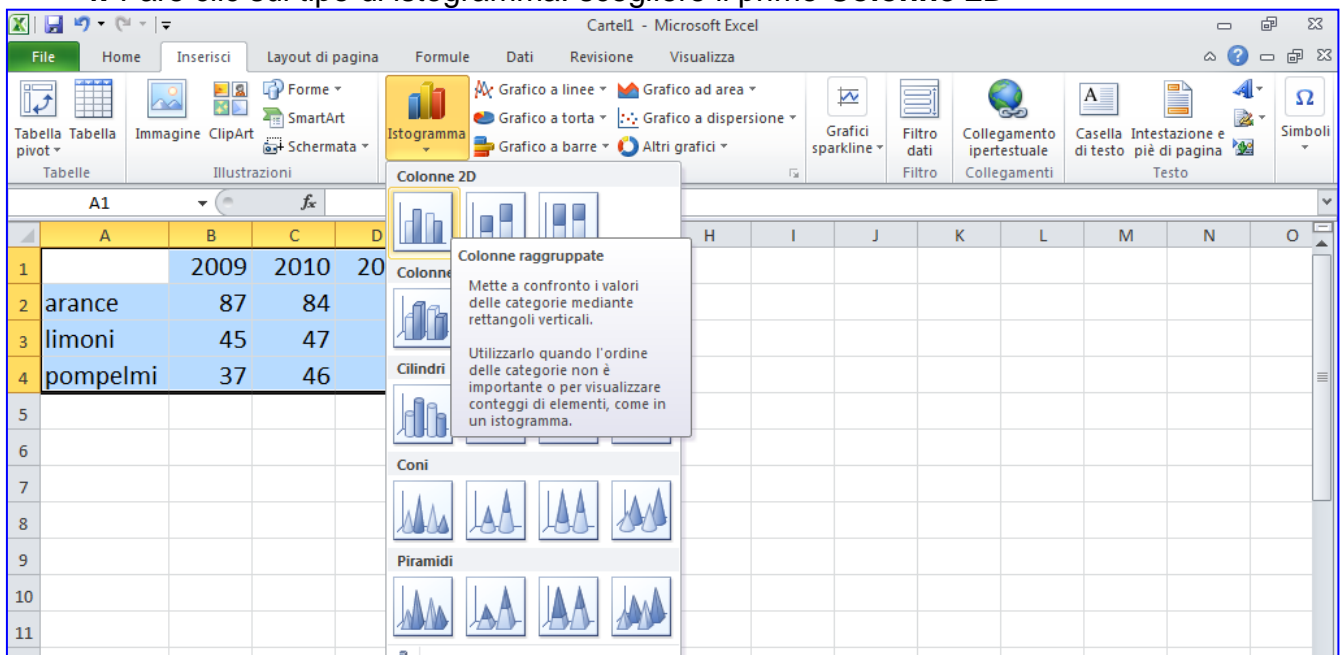 Cartel1 - Microsoft Excel
File Home Inserisci Layout di pagina Formule Dati Revisione Visualizza
Tabella pivot
Tabella
Tabelle
Immagine
ClipArt
Forme
SmartArt
Schermata
Illustrazioni
Istogramma
Grafico a linee
Grafico a torta
Grafico a barre
Grafico ad area
Grafico a dispersione
Altri grafici
Grafici sparkline
Filtro dati
Filtro
Collegamento ipertestuale
Collegamenti
A
Casella di testo
Intestazione e piè di pagina
A
Testo
Ω
Simboli
A1 fx
Colonne 2D
Colonne raggruppate
Mette a confronto i valori
delle categorie mediante
rettangoli verticali.
Utilizzarlo quando l'ordine
delle categorie non è
importante o per visualizzare
conteggi di elementi, come in
un istogramma.
Colonne
Cilindri
Coni
Piramidi
A B C D H I J K L M N O
1 2009 2010 20
2 arance 87 84
3 limoni 45 47
4 pompelmi 37 46
5
6
7
8
9
10
11